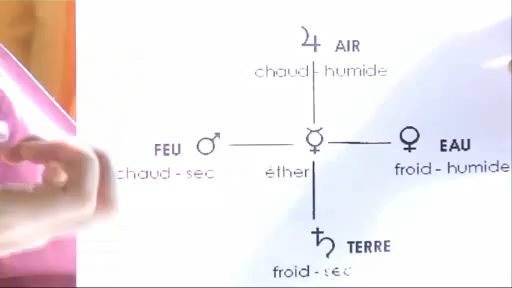 ♃ AIR
chaud - humide
FEU ♂
chaud - sec
☿
éther
♀ EAU
froid - humide
♄ TERRE
froid - sec